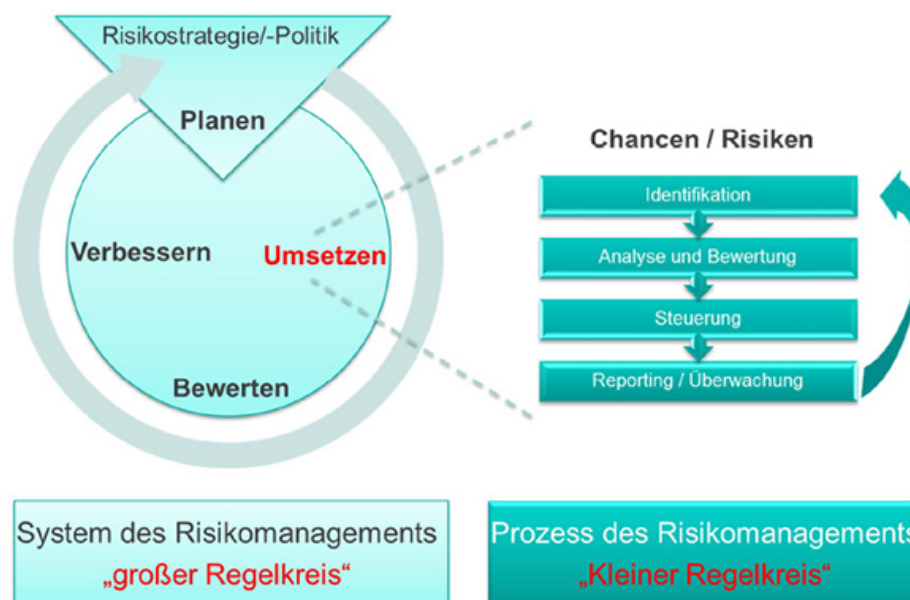 Risikostrategie/-Politik
Planen
Verbessern
Umsetzen
Bewerten
Chancen / Risiken
Identifikation
Analyse und Bewertung
Steuerung
Reporting / Überwachung
System des Risikomanagements
„großer Regelkreis“
Prozess des Risikomanagements
„Kleiner Regelkreis“